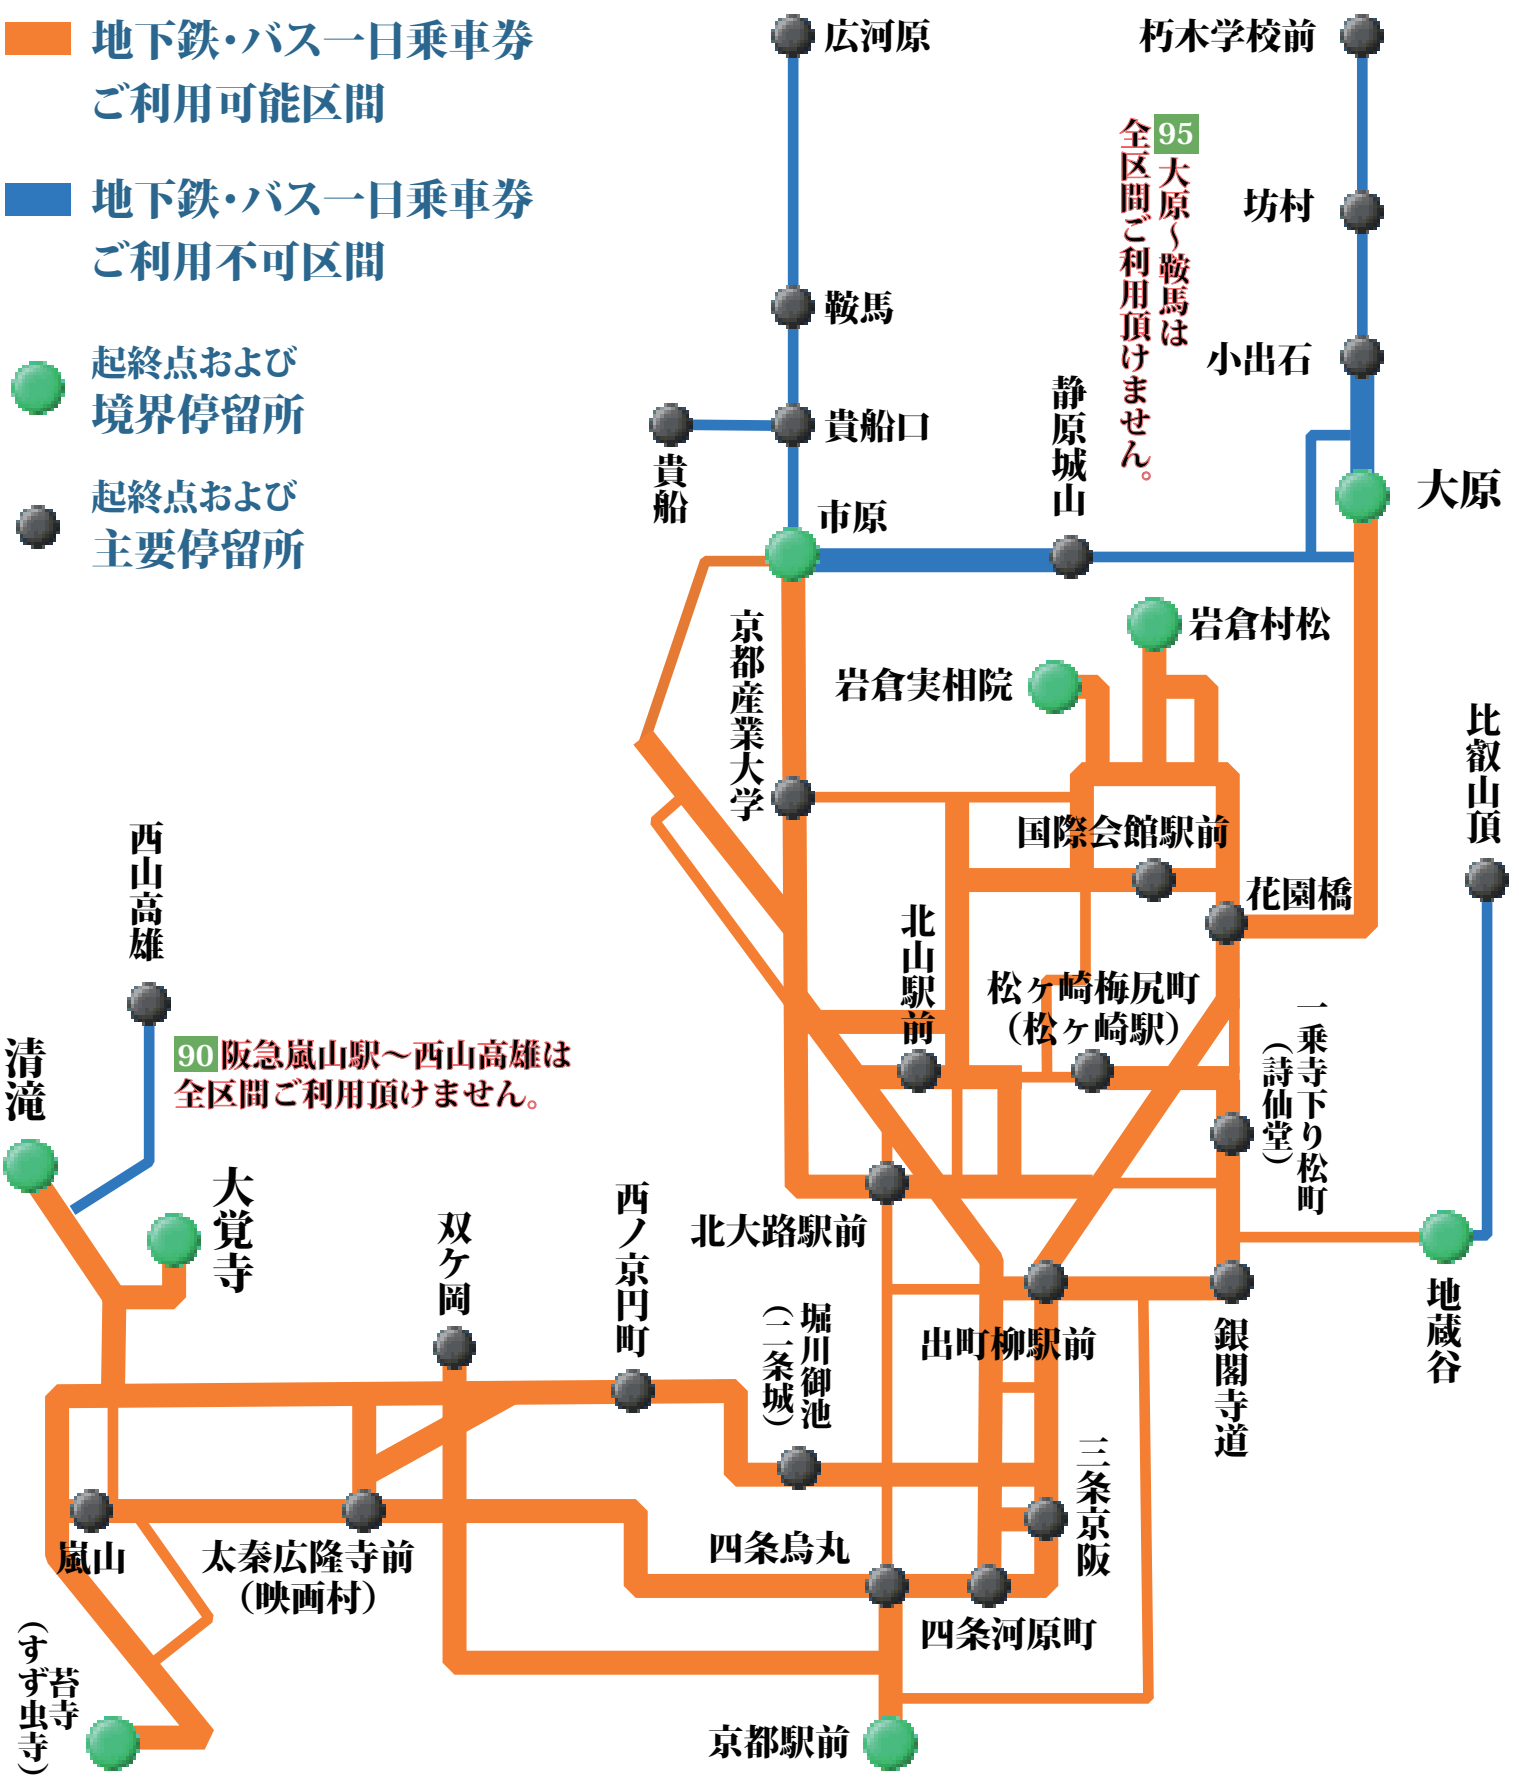 地下鉄・バス一日乗車券
ご利用可能区間
地下鉄・バス一日乗車券
ご利用不可区間
起終点および
境界停留所
起終点および
主要停留所
広河原
朽木学校前
95 大原～鞍馬は
全区間ご利用頂けません。
坊村
鞍馬
小出石
静原城山
貴船口
貴船
市原
大原
京都産業大学
岩倉村松
岩倉実相院
比叡山頂
国際会館駅前
西山高雄
花園橋
北山駅前
松ヶ崎梅尻町
（松ヶ崎駅）
一乗寺下り松町
（詩仙堂）
清滝
90 阪急嵐山駅～西山高雄は
全区間ご利用頂けません。
大覚寺
双ケ岡
西ノ京円町
北大路駅前
地蔵谷
堀川御池
（二条城）
出町柳駅前
銀閣寺道
三条京阪
嵐山
太秦広隆寺前
（映画村）
四条烏丸
四条河原町
苔寺
（すず虫寺）
京都駅前